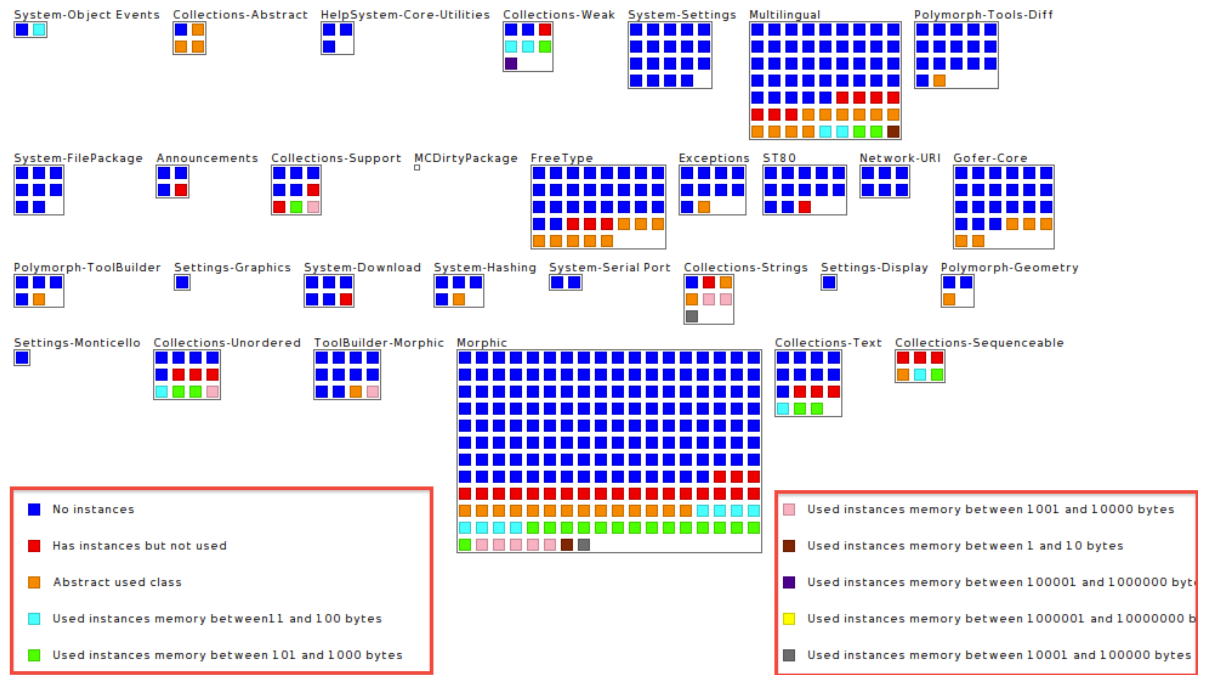 System-Object Events Collections-Abstract HelpSystem-Core-Utilities Collections-Weak System-Settings Multilingual Polymorph-Tools-Diff
System-FilePackage Announcements Collections-Support MCDirtyPackage FreeType Exceptions ST80 Network-URI Gofer-Core
Polymorph-ToolBuilder Settings-Graphics System-Download System-Hashing System-Serial Port Collections-Strings Settings-Display Polymorph-Geometry
Settings-Monticello Collections-Unordered ToolBuilder-Morphic Morphic Collections-Text Collections-Sequenceable
No instances
Has instances but not used
Abstract used class
Used instances memory between11 and 100 bytes
Used instances memory between 101 and 1000 bytes
Used instances memory between 1001 and 10000 bytes
Used instances memory between 1 and 10 bytes
Used instances memory between 100001 and 1000000 byte
Used instances memory between 1000001 and 10000000 b
Used instances memory between 10001 and 100000 bytes